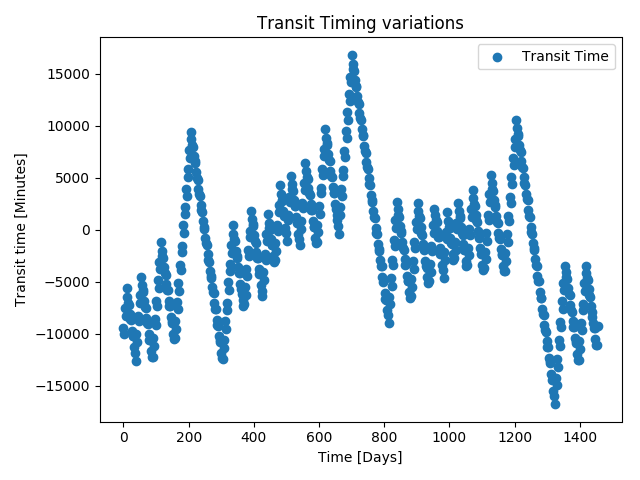 Transit Timing variations
Transit Time
Transit time [Minutes]
15000
10000
5000
0
−5000
−10000
−15000
0 200 400 600 800 1000 1200 1400
Time [Days]